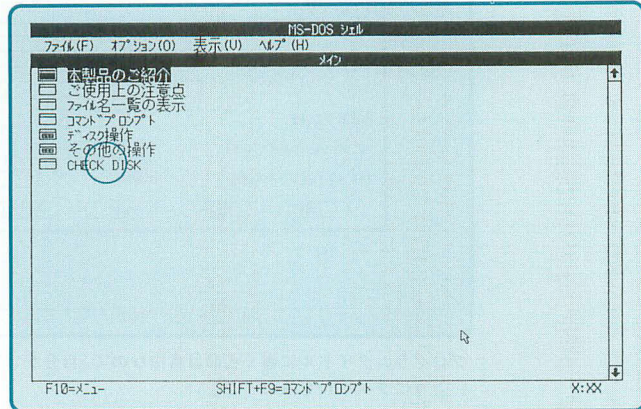 MS-DOS シェル
ファイル(F) オプション(O) 表示(V) ヘルプ(H)
メイン
本製品のご紹介
ご使用上の注意点
ファイル名一覧の表示
コマンドプロンプト
ディスク操作
その他の操作
CHECK DISK
F10=メニュー SHIFT+F9=コマンドプロンプト X:XX